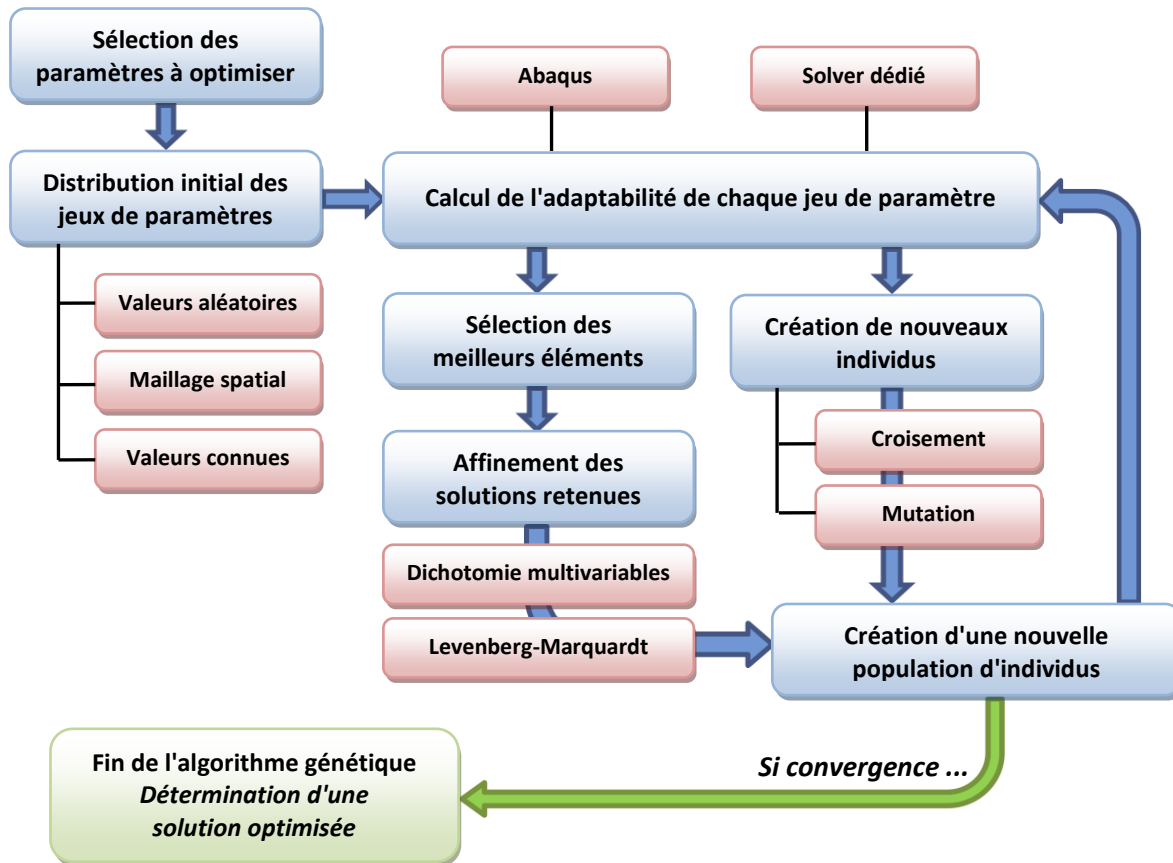 Sélection des
paramètres à optimiser
Abaqus
Solver dédié
Distribution initial des
jeux de paramètres
Calcul de l'adaptabilité de chaque jeu de paramètre
Valeurs aléatoires
Maillage spatial
Valeurs connues
Sélection des
meilleurs éléments
Création de nouveaux
individus
Affinement des
solutions retenues
Croisement
Mutation
Dichotomie multivariables
Levenberg-Marquardt
Création d'une nouvelle
population d'individus
Si convergence ...
Fin de l'algorithme génétique
Détermination d'une
solution optimisée